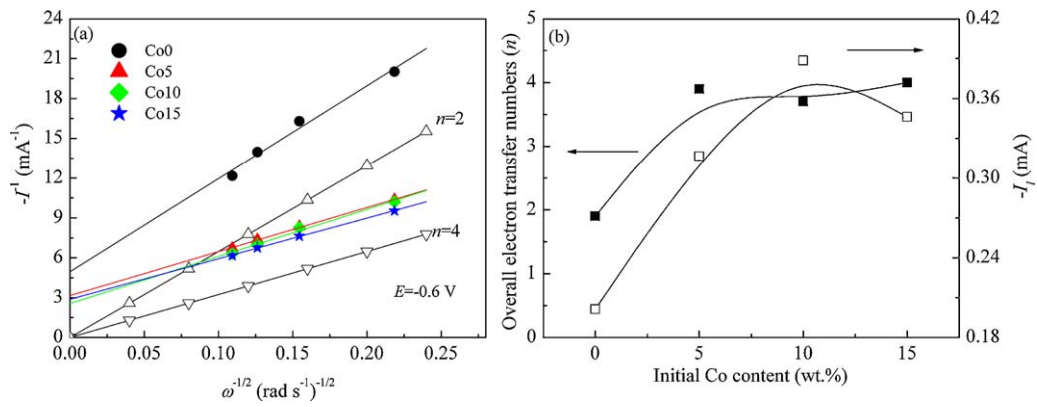 (a)
24
21
18
15
12
9
6
3
0
-I⁻¹ (mA⁻¹)
Co0
Co5
Co10
Co15
n=2
n=4
E=-0.6 V
0.00 0.05 0.10 0.15 0.20 0.25
ω⁻¹/² (rad s⁻¹)⁻¹/²
(b)
5
4
3
2
1
0
Overall electron transfer numbers (n)
0.42
0.36
0.30
0.24
0.18
-Iₗ (mA)
0 5 10 15
Initial Co content (wt.%)